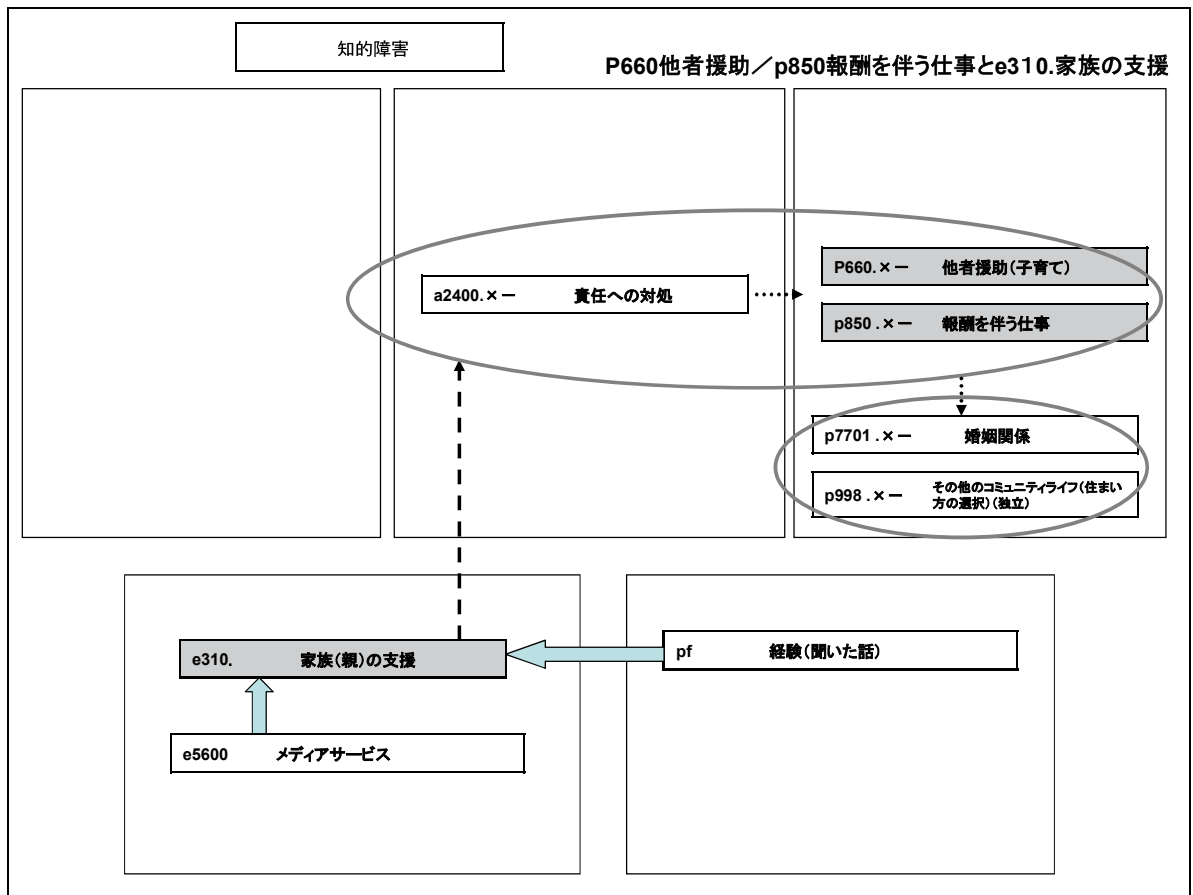 知的障害
P660他者援助／p850報酬を伴う仕事とe310.家族の支援
P660.×－ 他者援助（子育て）
a2400.×－ 責任への対処
p850 .×－ 報酬を伴う仕事
p7701 .×－ 婚姻関係
p998 .×－ その他のコミュニティライフ（住まい
方の選択）（独立）
e310. 家族（親）の支援
pf 経験（聞いた話）
e5600 メディアサービス